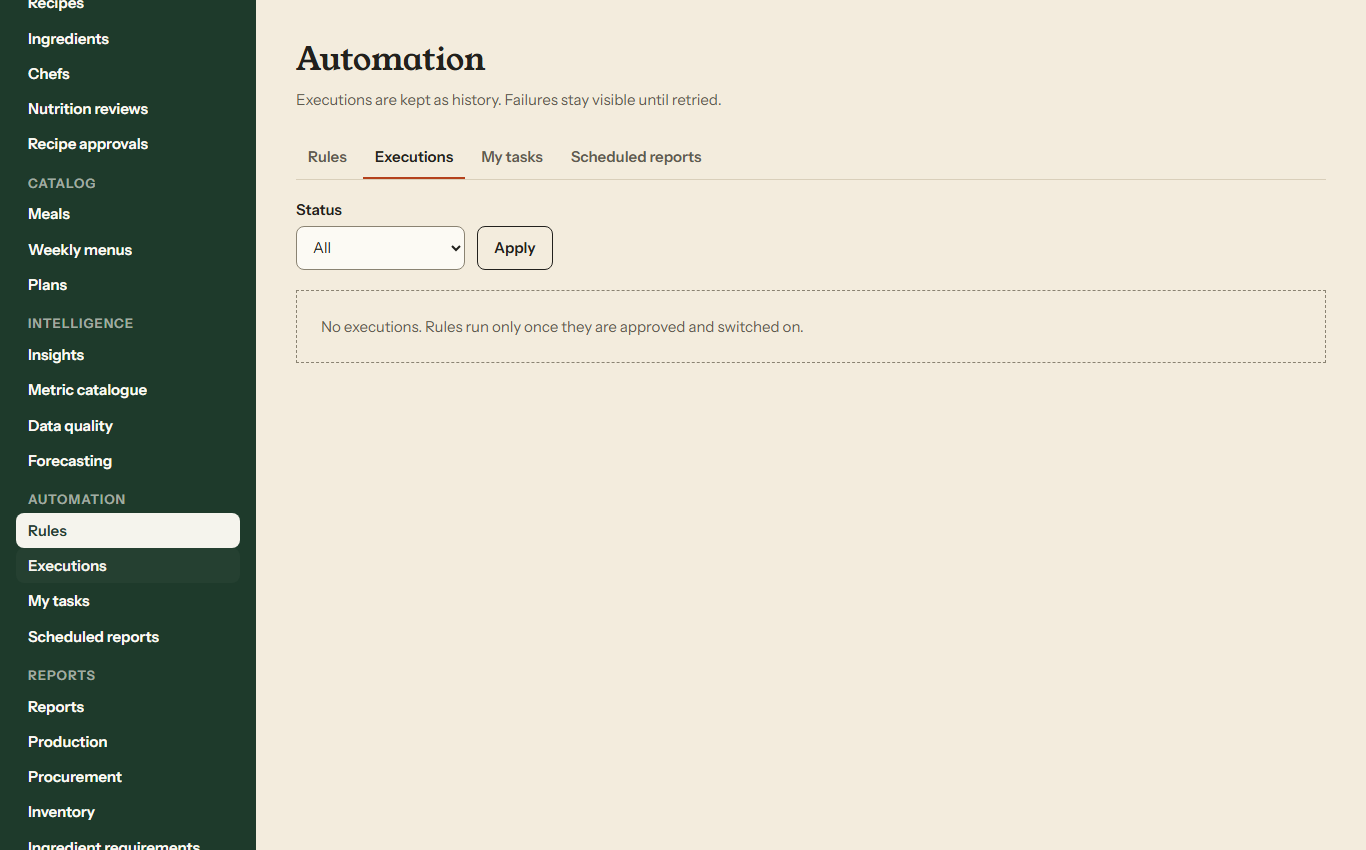 Recipes
Ingredients
Chefs
Nutrition reviews
Recipe approvals
CATALOG
Meals
Weekly menus
Plans
INTELLIGENCE
Insights
Metric catalogue
Data quality
Forecasting
AUTOMATION
Rules
Executions
My tasks
Scheduled reports
REPORTS
Reports
Production
Procurement
Inventory
Ingredient requirements
Automation
Executions are kept as history. Failures stay visible until retried.
Rules Executions My tasks Scheduled reports
Status
All Apply
No executions. Rules run only once they are approved and switched on.